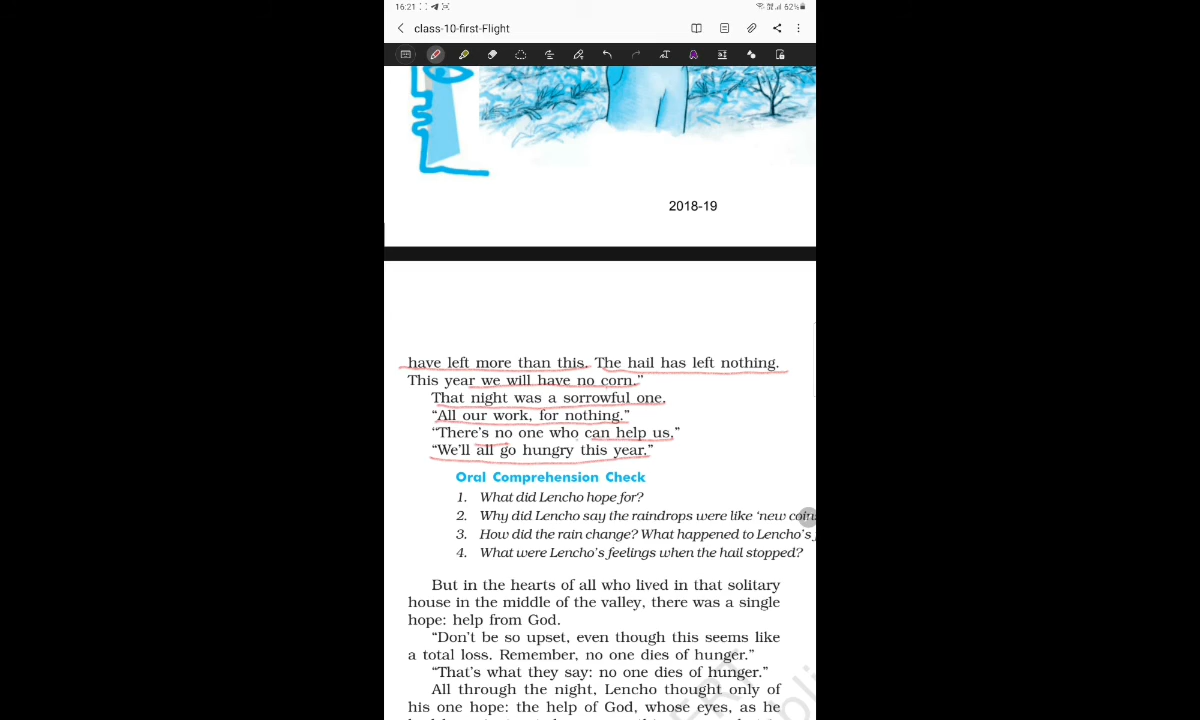 16:21
62%
class-10-first-Flight
2018-19
have left more than this. The hail has left nothing.
This year we will have no corn.”
That night was a sorrowful one.
“All our work, for nothing.”
“There’s no one who can help us.”
“We’ll all go hungry this year.”
Oral Comprehension Check
1. What did Lencho hope for?
2. Why did Lencho say the raindrops were like ‘new
3. How did the rain change? What happened to Lencho’s
4. What were Lencho’s feelings when the hail stopped?
But in the hearts of all who lived in that solitary
house in the middle of the valley, there was a single
hope: help from God.
“Don’t be so upset, even though this seems like
a total loss. Remember, no one dies of hunger.”
“That’s what they say: no one dies of hunger.”
All through the night, Lencho thought only of
his one hope: the help of God, whose eyes, as he